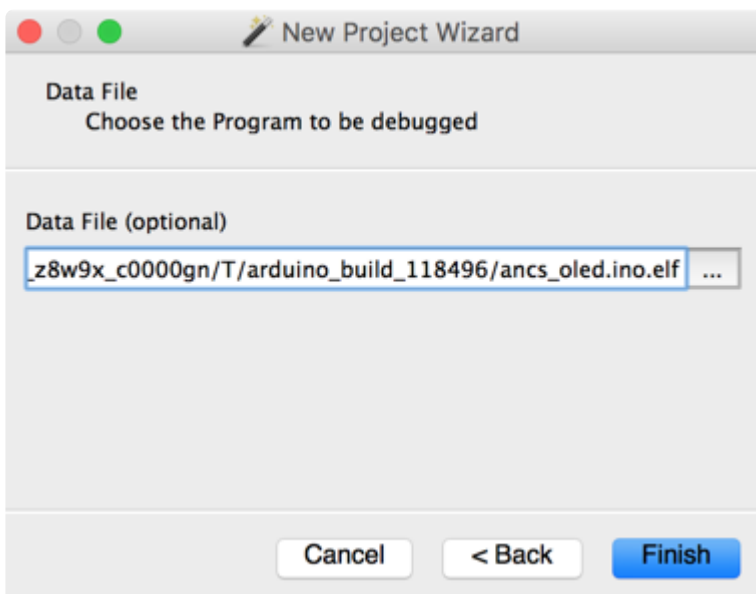 New Project Wizard
Data File
Choose the Program to be debugged
Data File (optional)
_z8w9x_c0000gn/T/arduino_build_118496/ancs_oled.ino.elf ...
Cancel < Back Finish